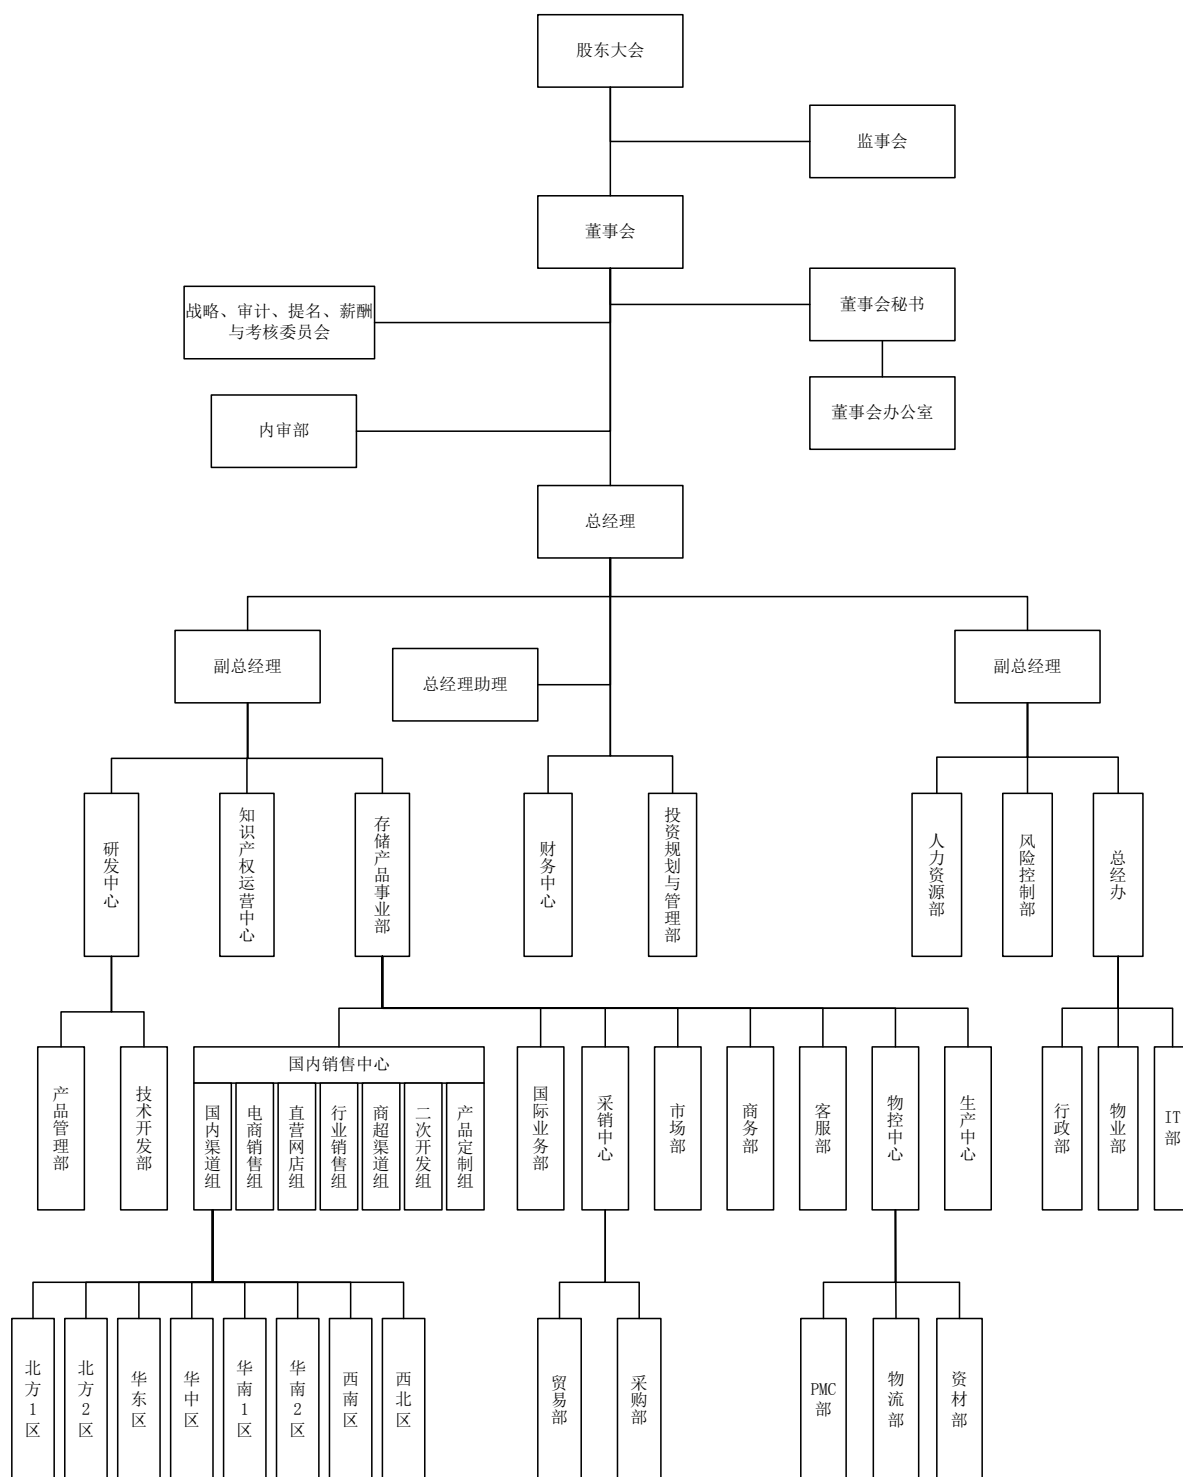 股东大会
监事会
董事会
战略、审计、提名、薪酬
与考核委员会
董事会秘书
董事会办公室
内审部
总经理
副总经理
总经理助理
副总经理
研发中心
知识产权运营中心
存储产品事业部
财务中心
投资规划与管理部
人力资源部
风险控制部
总经办
产品管理部
技术开发部
国内销售中心
国内渠道组
电商销售组
直营网店组
行业销售组
商超渠道组
二次开发组
产品定制组
国际业务部
采销中心
市场部
商务部
客服部
物控中心
生产中心
行政部
物业部
IT部
北方1区
北方2区
华东区
华中区
华南1区
华南2区
西南区
西北区
贸易部
采购部
PMC部
物流部
资材部